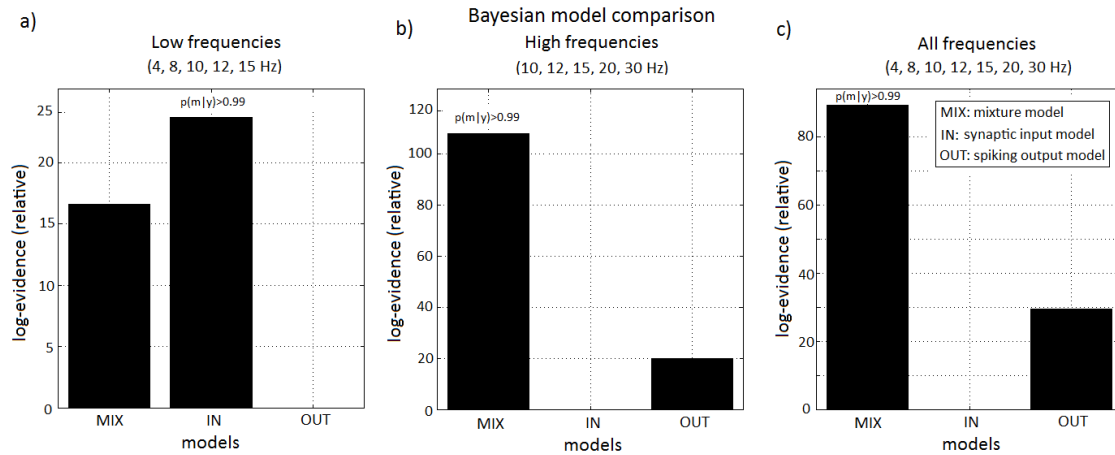 Bayesian model comparison
a)
Low frequencies
(4, 8, 10, 12, 15 Hz)
p(m|y)>0.99
log-evidence (relative)
25
20
15
10
5
0
MIX IN OUT
models
b)
High frequencies
(10, 12, 15, 20, 30 Hz)
p(m|y)>0.99
log-evidence (relative)
120
100
80
60
40
20
0
MIX IN OUT
models
c)
All frequencies
(4, 8, 10, 12, 15, 20, 30 Hz)
p(m|y)>0.99
MIX: mixture model
IN: synaptic input model
OUT: spiking output model
log-evidence (relative)
80
60
40
20
0
MIX IN OUT
models